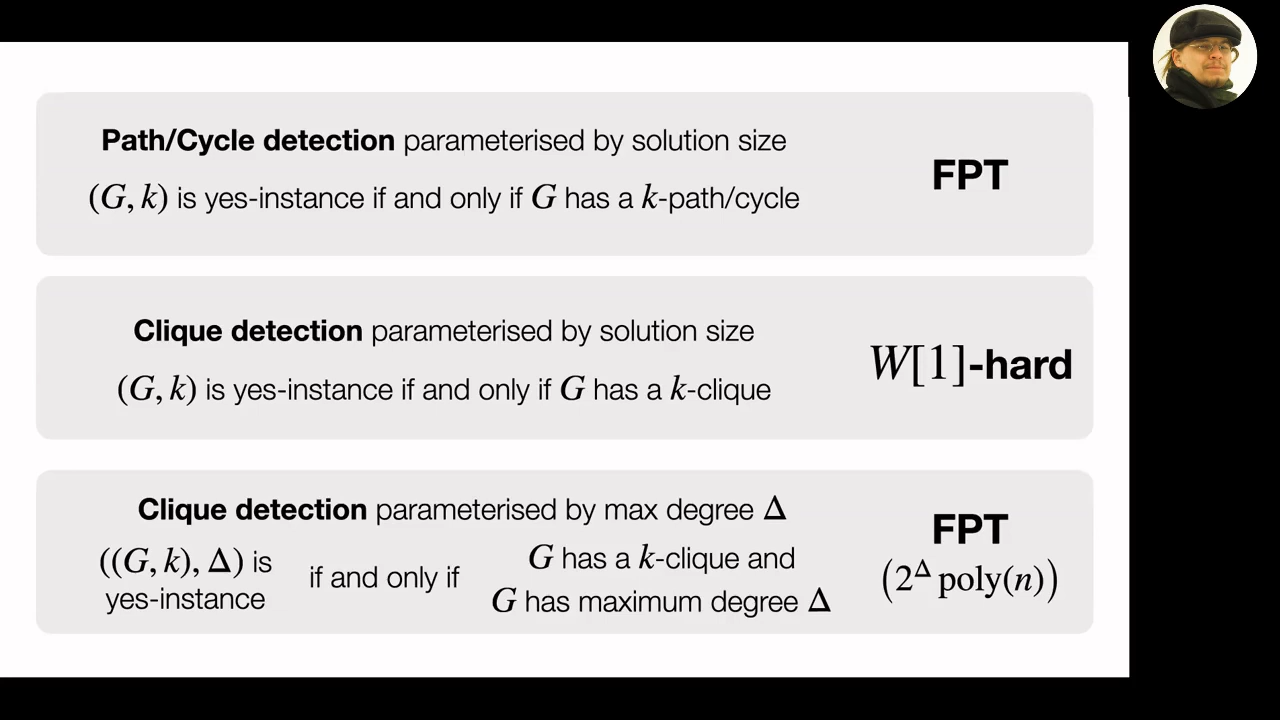 Path/Cycle detection parameterised by solution size
(G, k) is yes-instance if and only if G has a k-path/cycle
FPT
Clique detection parameterised by solution size
(G, k) is yes-instance if and only if G has a k-clique
W[1]-hard
Clique detection parameterised by max degree Δ
((G, k), Δ) is
yes-instance
if and only if
G has a k-clique and
G has maximum degree Δ
FPT
(2^Δ poly(n))